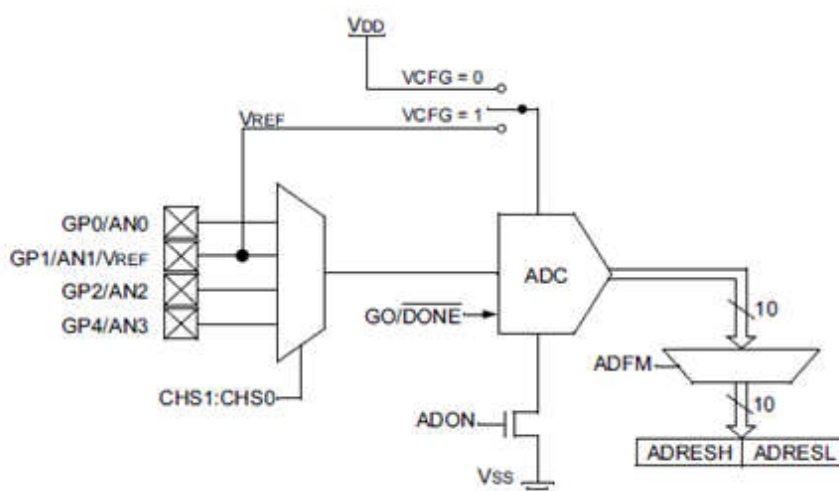 VDD
VCFG = 0
VCFG = 1
VREF
GP0/AN0
GP1/AN1/VREF
GP2/AN2
GP4/AN3
ADC
GO/DONE
10
ADFM
CHS1:CHS0
10
ADON
ADRESH ADRESL
VSS